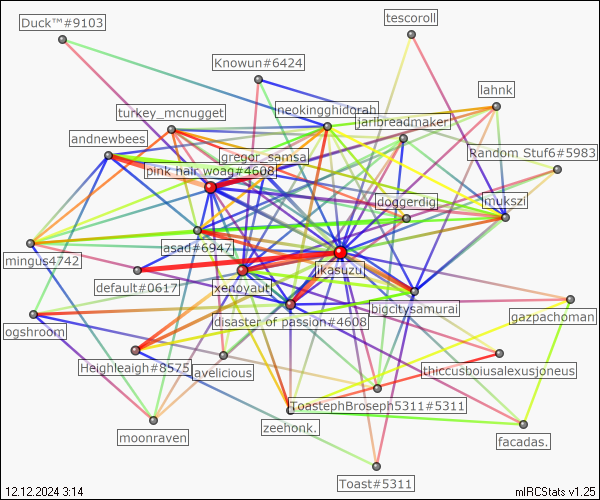 tescoroll
Duck™#9103
Knowun#6424
lahnk
neokingghidorah
turkey_mcnugget
jarlbreadmaker
andnewbees
gregor_samsa
Random Stuf6#5983
pink hair woag#4608
doggerdig
mukszi
asad#6947
mingus4742
jikasuzu
default#0617
xenoyaut
bigcitysamurai
gazpachoman
disaster of passion#4608
ogshroom
Heighleaigh#8575
avelicious
thiccusboiusalexusjoneus
ToastephBroseph5311#5311
zeehonk.
moonraven
facadas.
Toast#5311
12.12.2024 3:14
mIRCStats v1.25